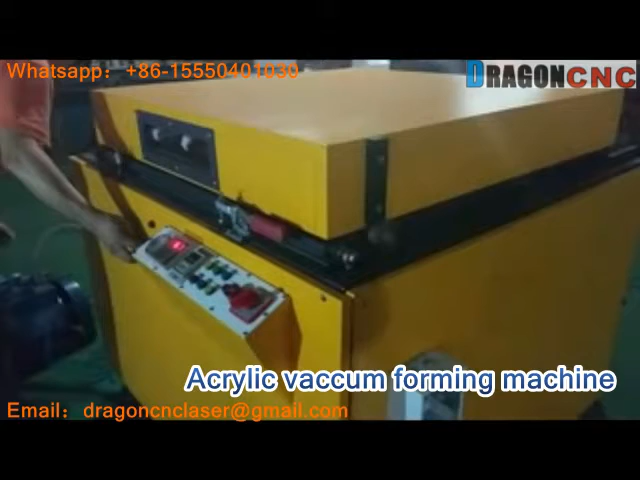 Whatsapp：+86-15550401030
DRAGONCNC
Acrylic vaccum forming machine
Email：dragoncnclaser@gmail.com